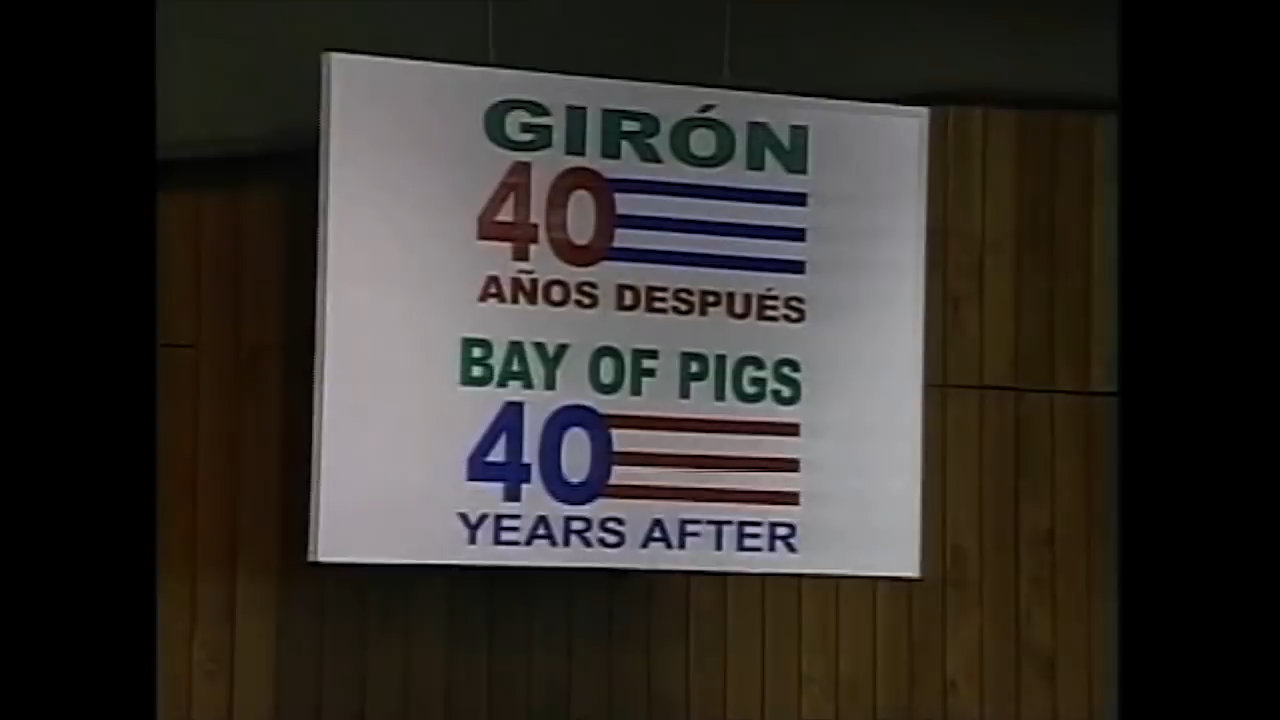 GIRÓN
40
AÑOS DESPUÉS
BAY OF PIGS
40
YEARS AFTER